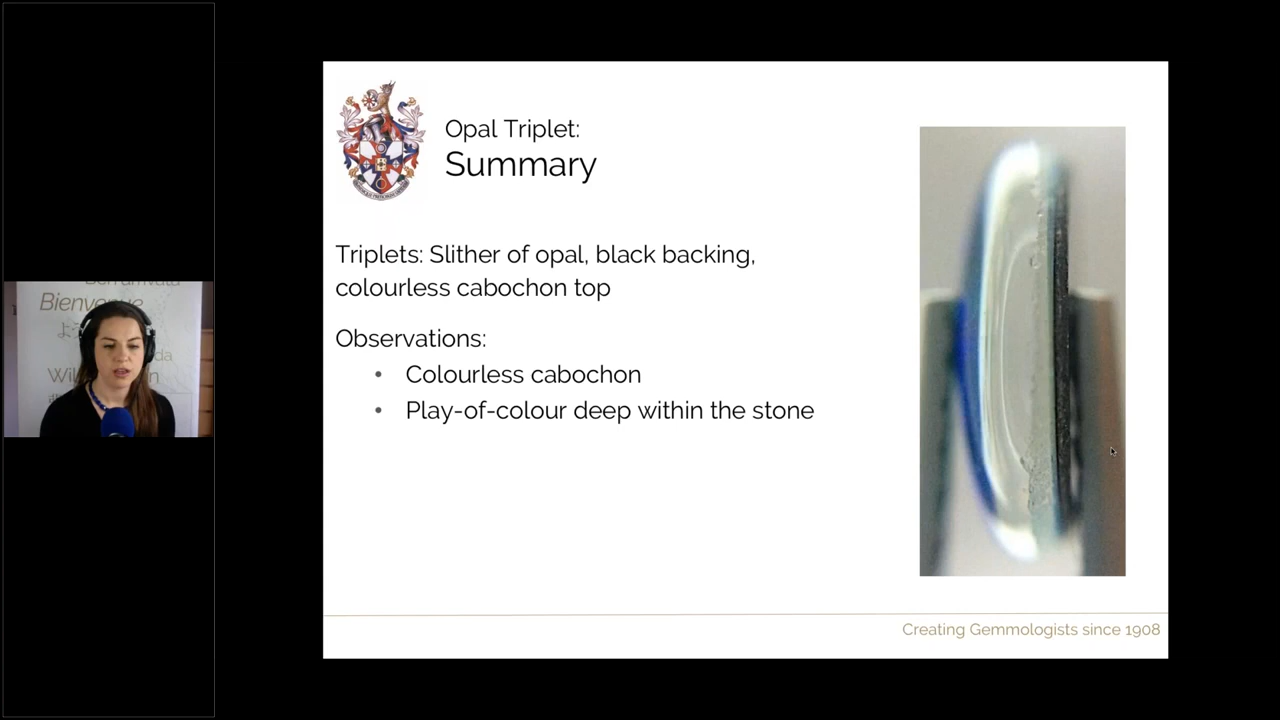 Opal Triplet:
Summary
Triplets: Slither of opal, black backing,
colourless cabochon top
Observations:
• Colourless cabochon
• Play-of-colour deep within the stone
Creating Gemmologists since 1908
Bienvenue